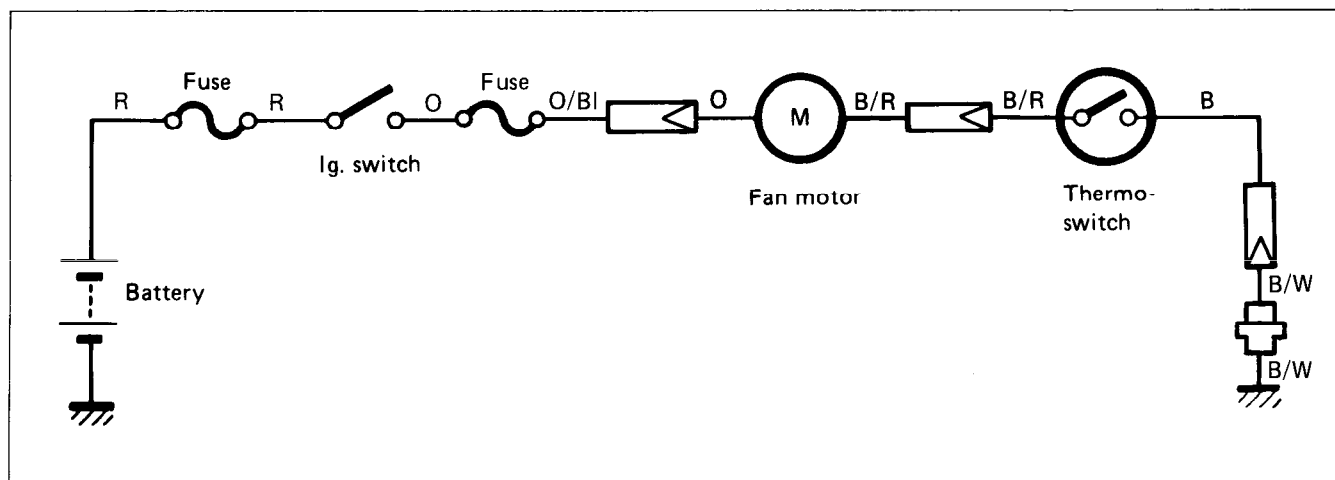 Fuse
Fuse
R
R
O
O/Bl
O
M
B/R
B/R
B
Ig. switch
Fan motor
Thermo-
switch
Battery
B/W
B/W